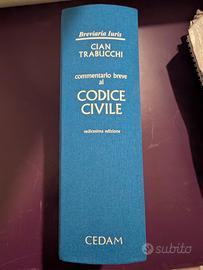 Breviaria Iuris
CIAN
TRABUCCHI
commentario breve
al
CODICE
CIVILE
sedicesima edizione
CEDAM
subito